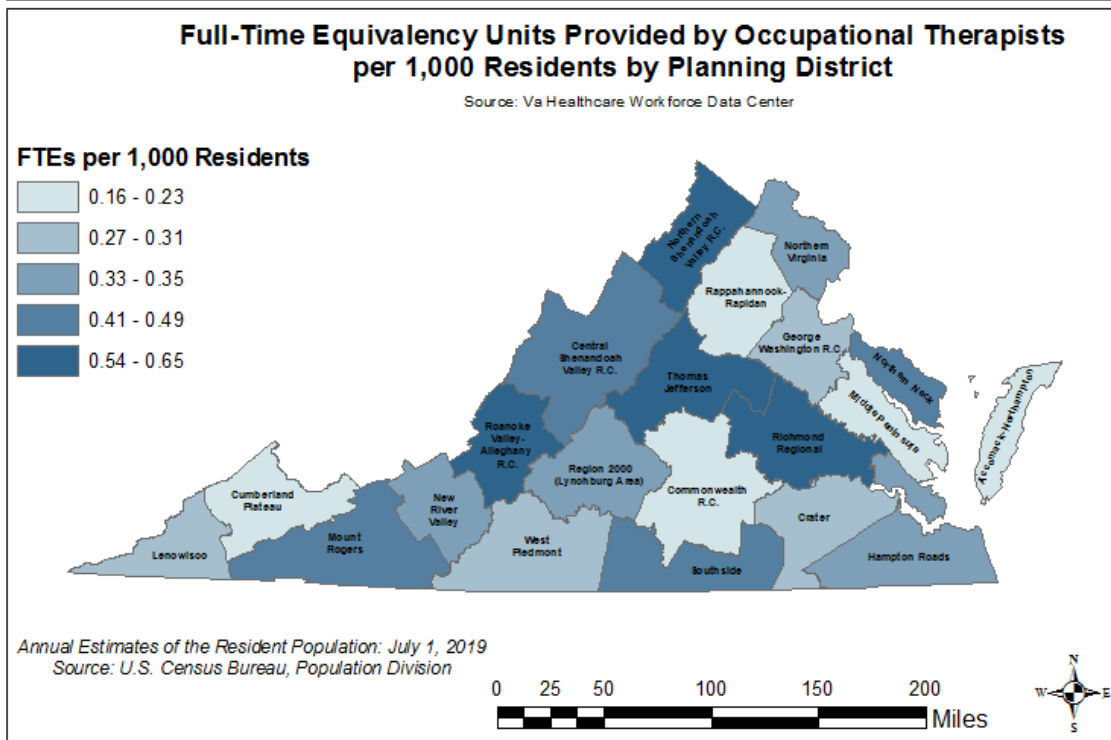 Full-Time Equivalency Units Provided by Occupational Therapists
per 1,000 Residents by Planning District
Source: Va Healthcare Workforce Data Center
FTEs per 1,000 Residents
0.16 - 0.23
0.27 - 0.31
0.33 - 0.35
0.41 - 0.49
0.54 - 0.65
Northern
Shenandoah
Valley R.C.
Northern
Virginia
Rappahannock-
Rapidan
Central
Shenandoah
Valley R.C.
George
Washington R.C.
Northern Neck
Thomas
Jefferson
Middle Peninsula
Accomack-Northampton
Roanoke
Valley-
Alleghany
R.C.
Richmond
Regional
Region 2000
(Lynchburg Area)
Commonwealth
R.C.
Cumberland
Plateau
New
River
Valley
Crater
Mount
Rogers
West
Piedmont
Lenowisco
Southside
Hampton Roads
Annual Estimates of the Resident Population: July 1, 2019
Source: U.S. Census Bureau, Population Division
0 25 50 100 150 200
Miles
N
W E
S